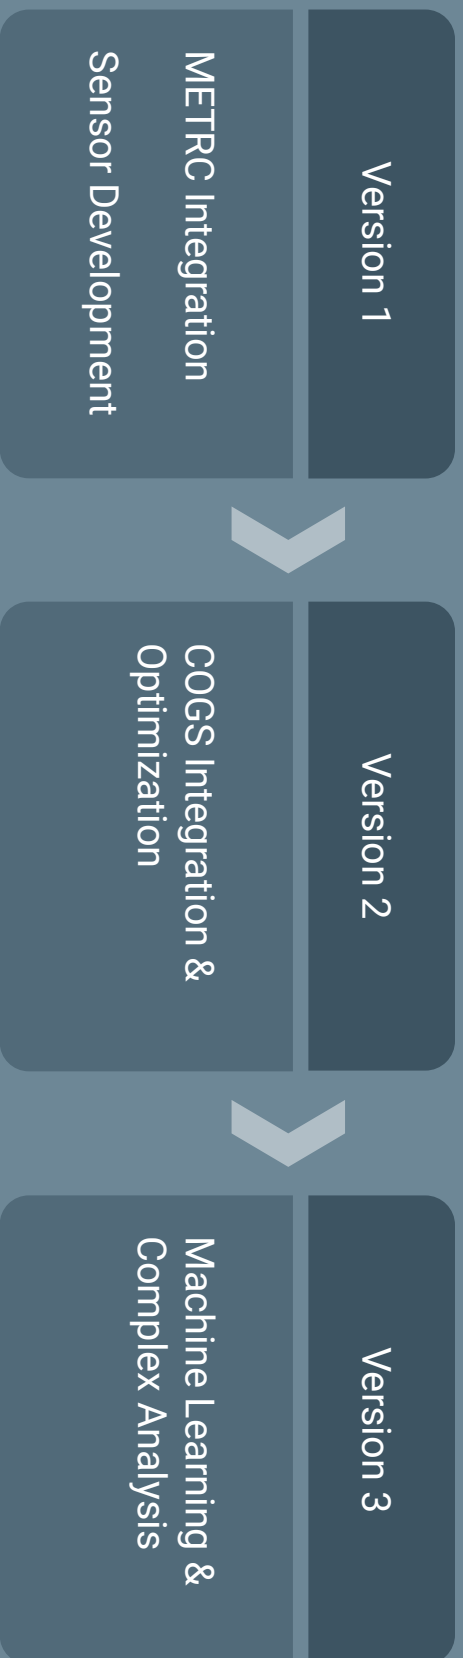 Version 1
METRC Integration
Sensor Development
Version 2
COGS Integration &
Optimization
Version 3
Machine Learning &
Complex Analysis